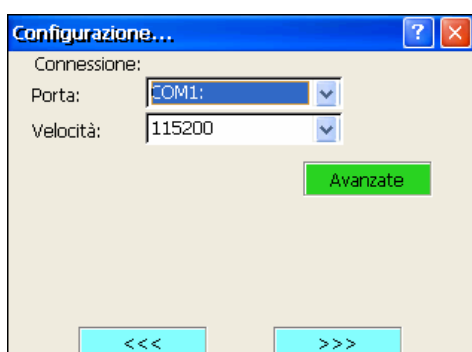 Configurazione...
Connessione:
Porta: COM1:
Velocità: 115200
Avanzate
<<< >>>